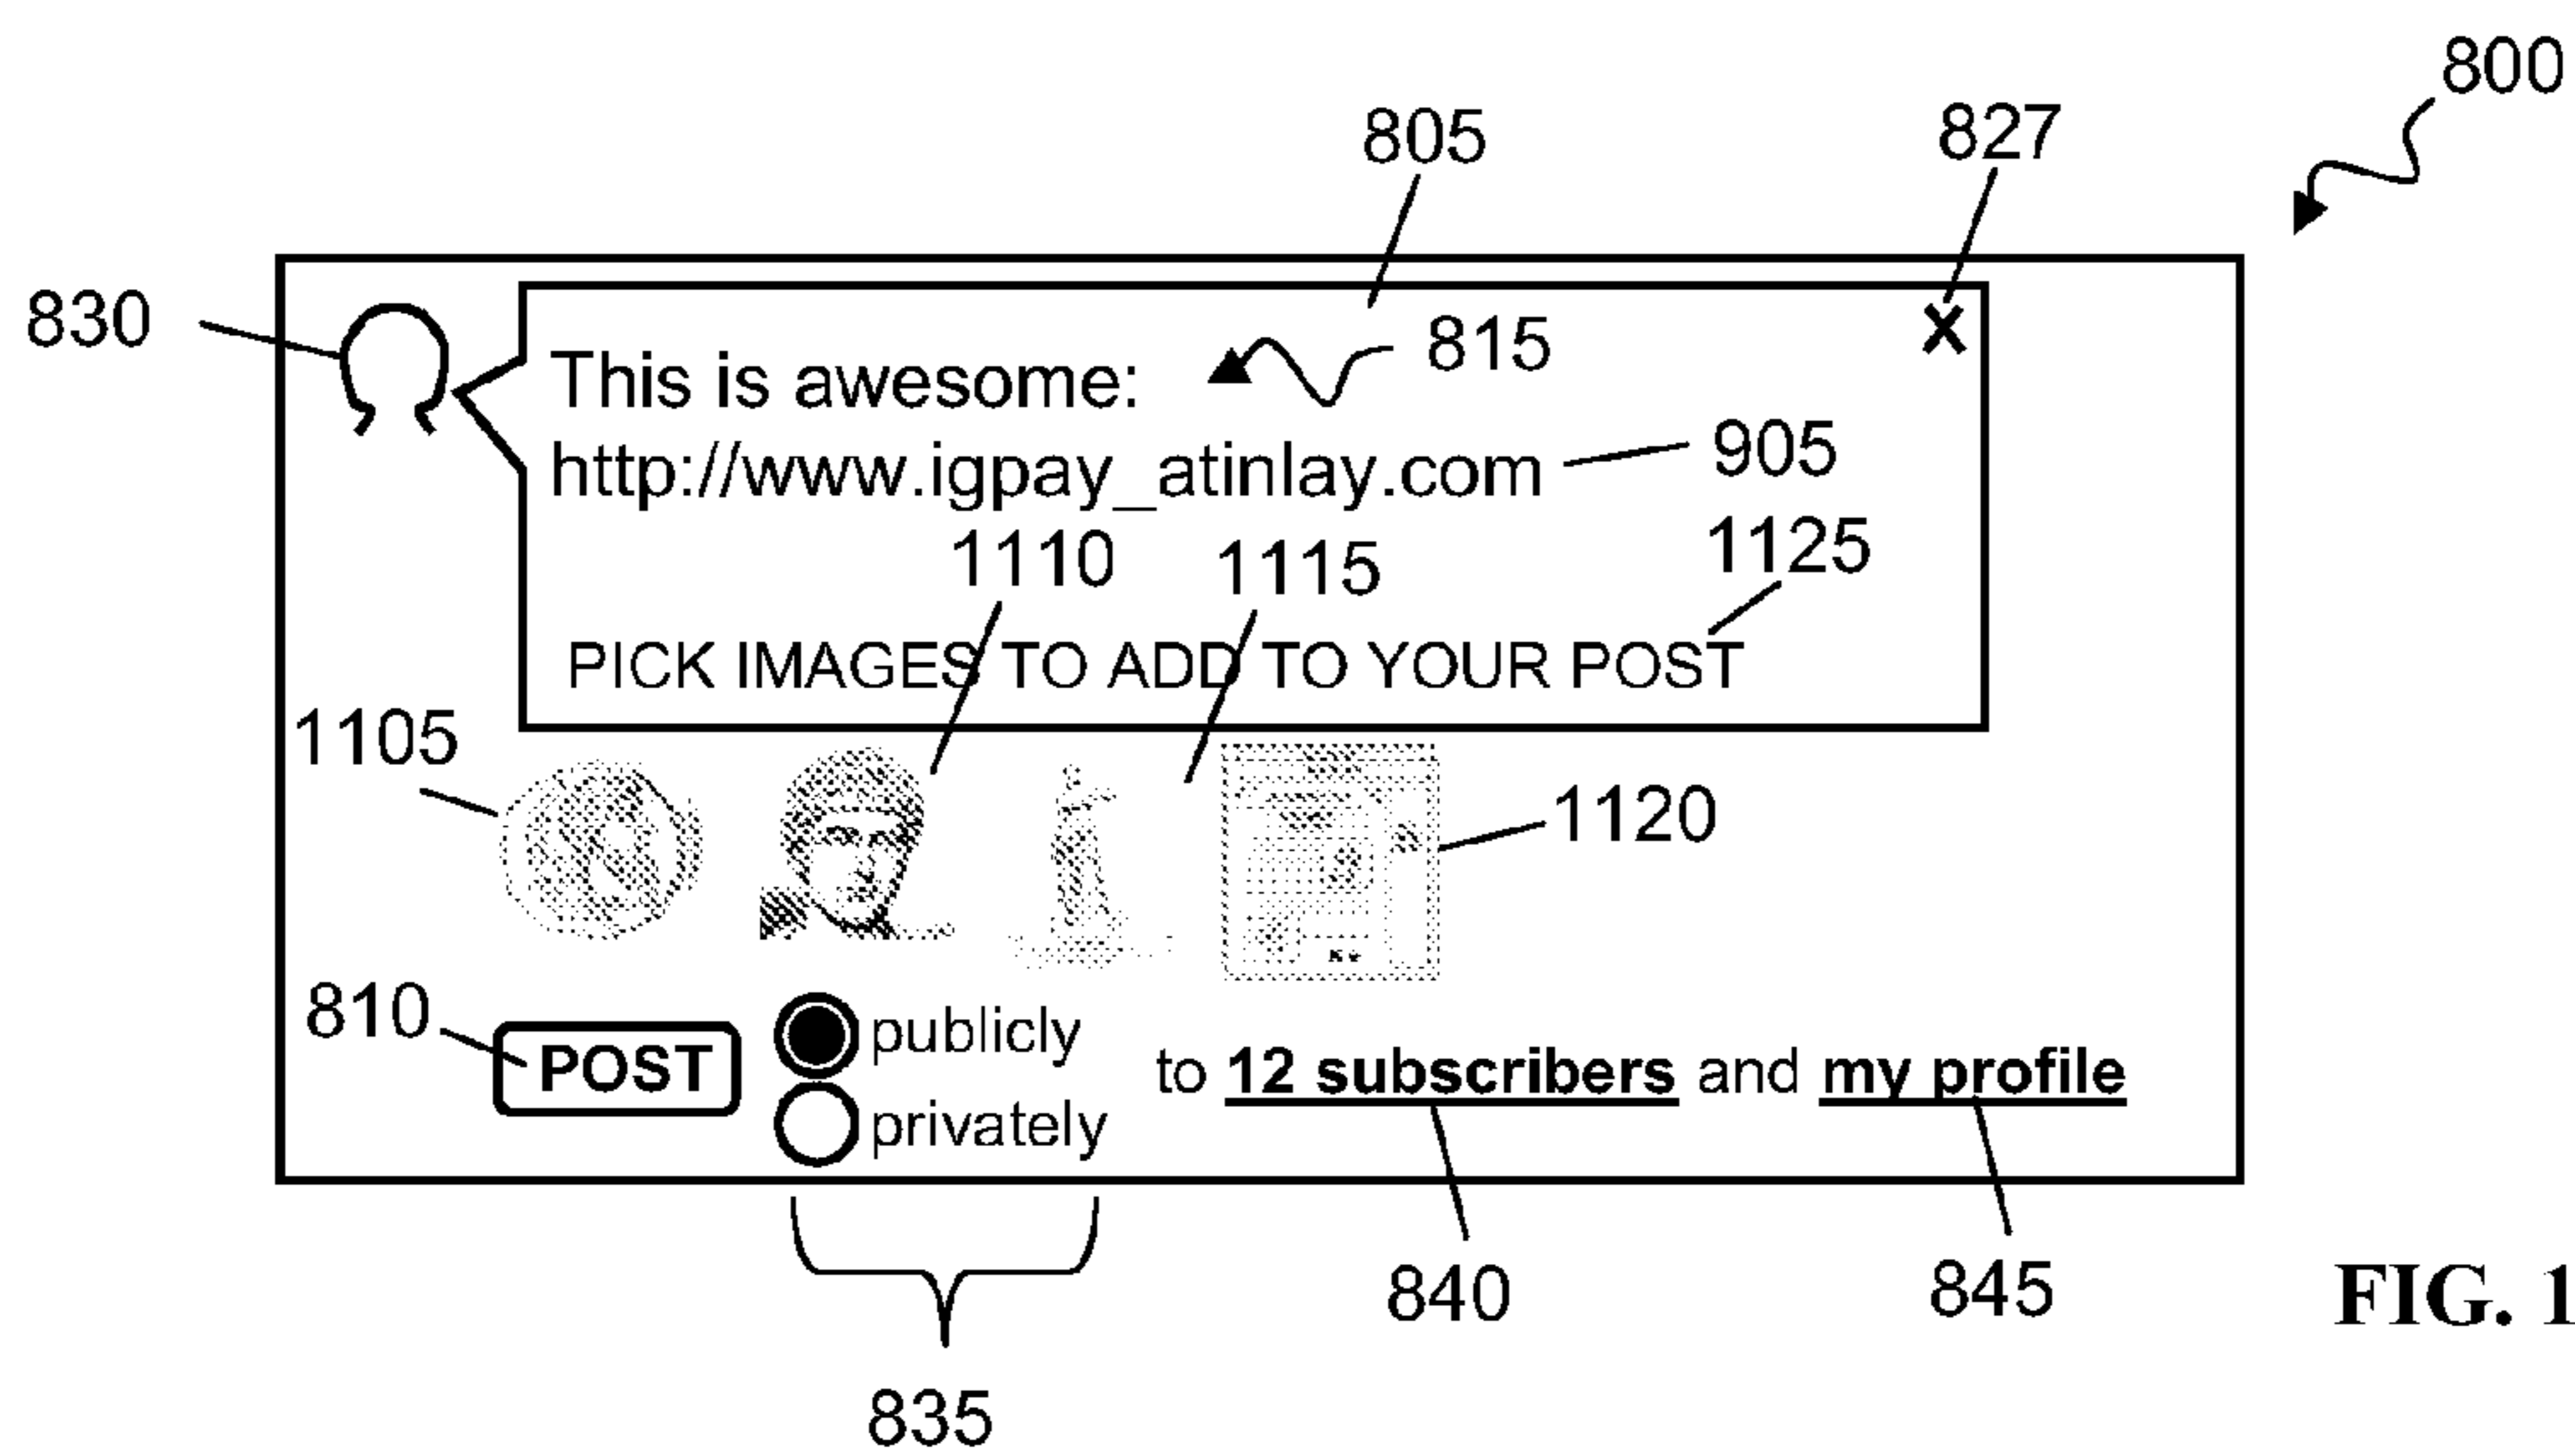 800
805
827
830
This is awesome:
815
http://www.igpay_atinlay.com
905
1110
1115
1125
PICK IMAGES TO ADD TO YOUR POST
1105
1120
810
POST
publicly
privately
to 12 subscribers and my profile
840
845
835
FIG. 1